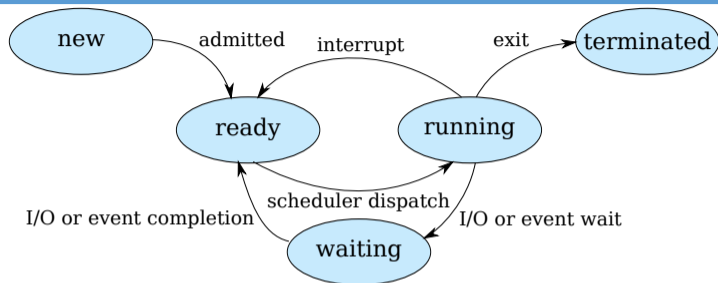 new
admitted
interrupt
exit
terminated
ready
running
scheduler dispatch
I/O or event completion
I/O or event wait
waiting